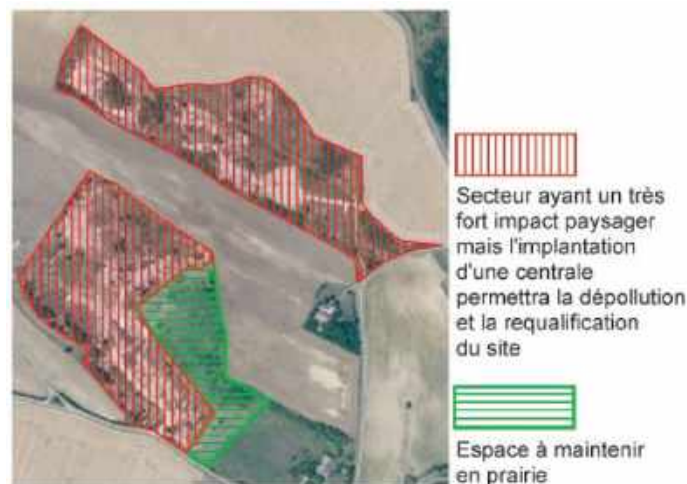 Secteur ayant un très
fort impact paysager
mais l'implantation
d'une centrale
permettra la dépollution
et la requalification
du site
Espace à maintenir
en prairie